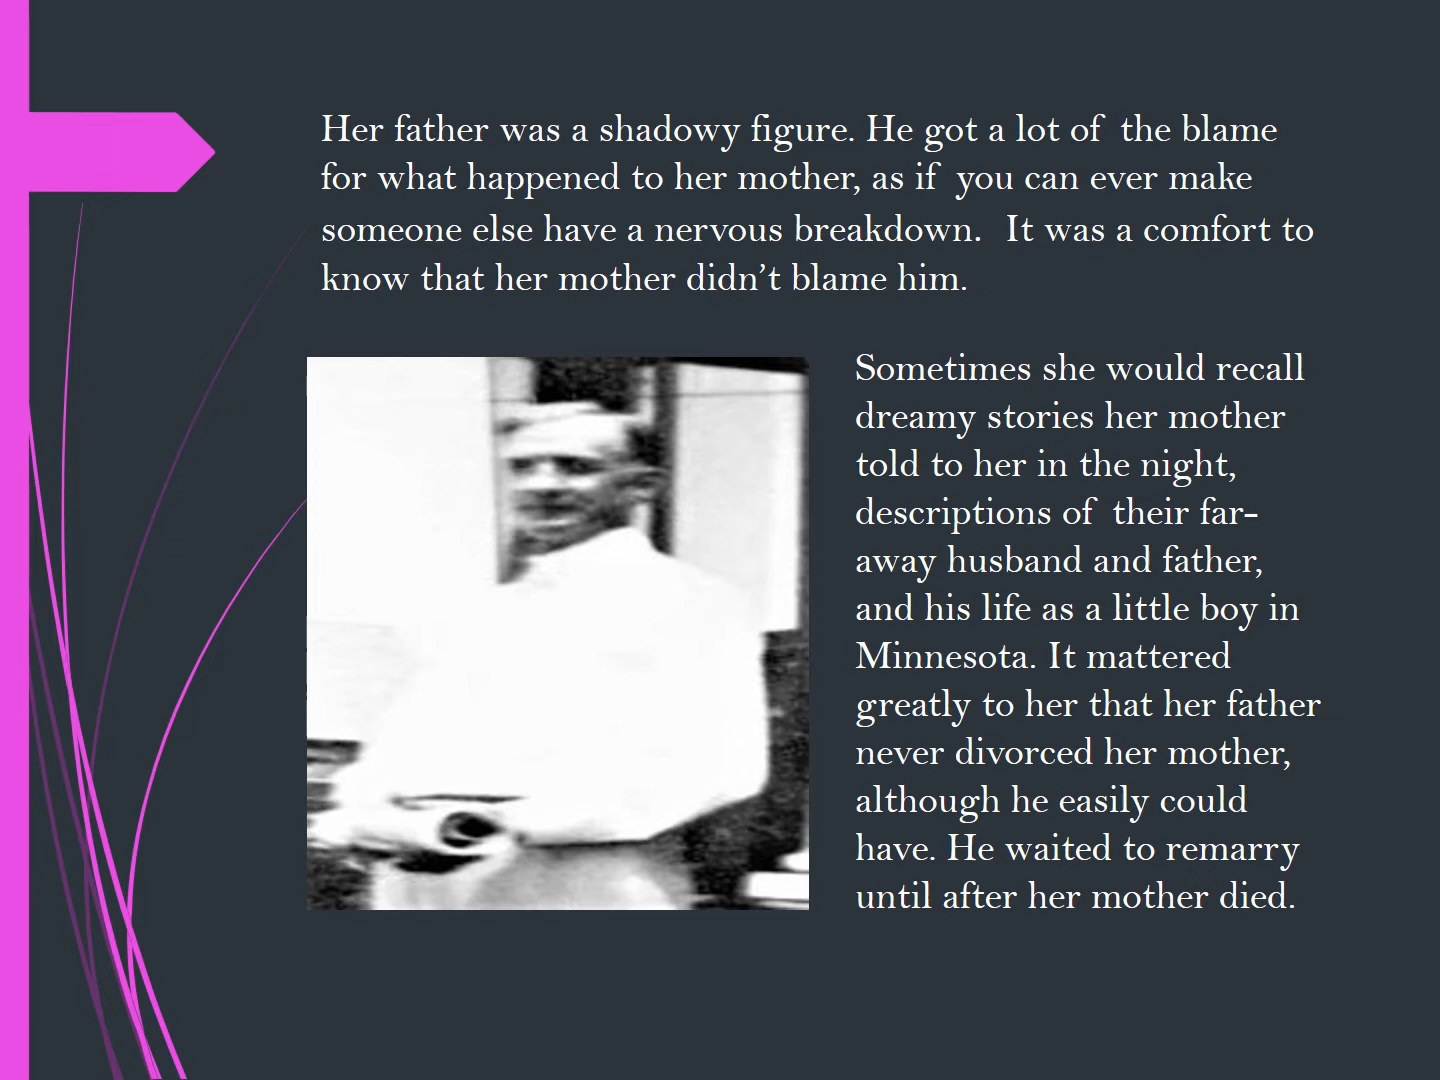 Her father was a shadowy figure. He got a lot of the blame
for what happened to her mother, as if you can ever make
someone else have a nervous breakdown. It was a comfort to
know that her mother didn’t blame him.
Sometimes she would recall
dreamy stories her mother
told to her in the night,
descriptions of their far-
away husband and father,
and his life as a little boy in
Minnesota. It mattered
greatly to her that her father
never divorced her mother,
although he easily could
have. He waited to remarry
until after her mother died.